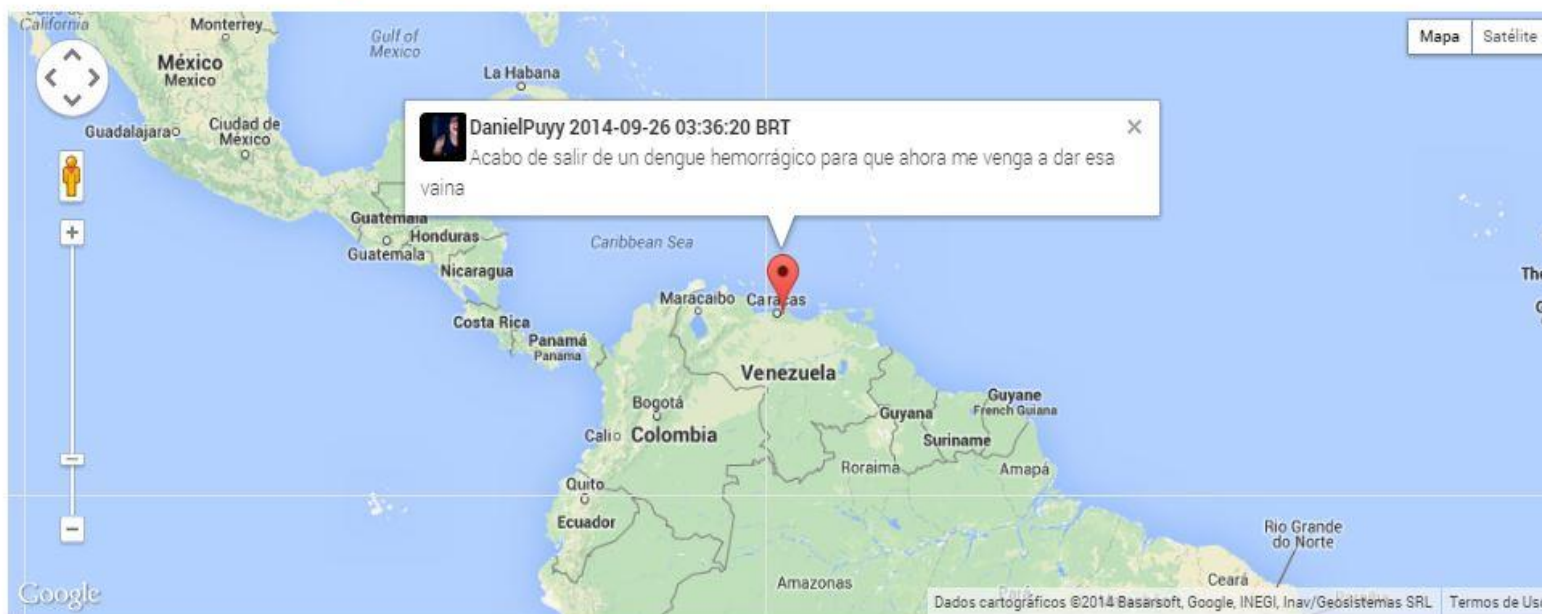 Golfo de
California
Monterrey
Gulf of
Mexico
Mapa
Satélite
México
Mexico
La Habana
Guadalajara
Ciudad de
México
DanielPuyy 2014-09-26 03:36:20 BRT
×
Acabo de salir de un dengue hemorrágico para que ahora me venga a dar esa
vaina
Guatemala
Honduras
Guatemala
Caribbean Sea
Nicaragua
The
Maracaibo
Caracas
Costa Rica
Panamá
Panama
Venezuela
Guyane
French Guiana
Bogotá
Guyana
Cali
Colombia
Suriname
Roraima
Amapá
Quito
Ecuador
Rio Grande
do Norte
Amazonas
Ceará
Pará
Google
Dados cartográficos ©2014 Basarsoft, Google, INEGI, Inav/Geosistemas SRL
Termos de Uso